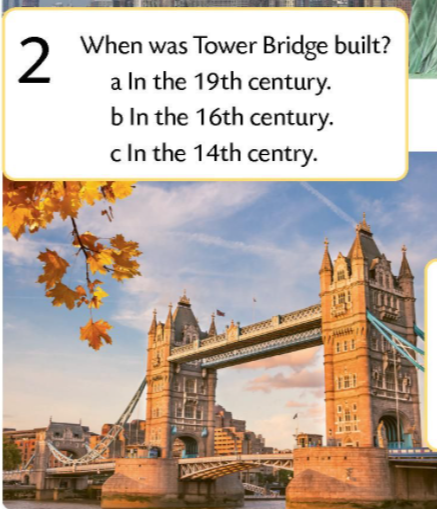 2 When was Tower Bridge built?
a In the 19th century.
b In the 16th century.
c In the 14th centry.